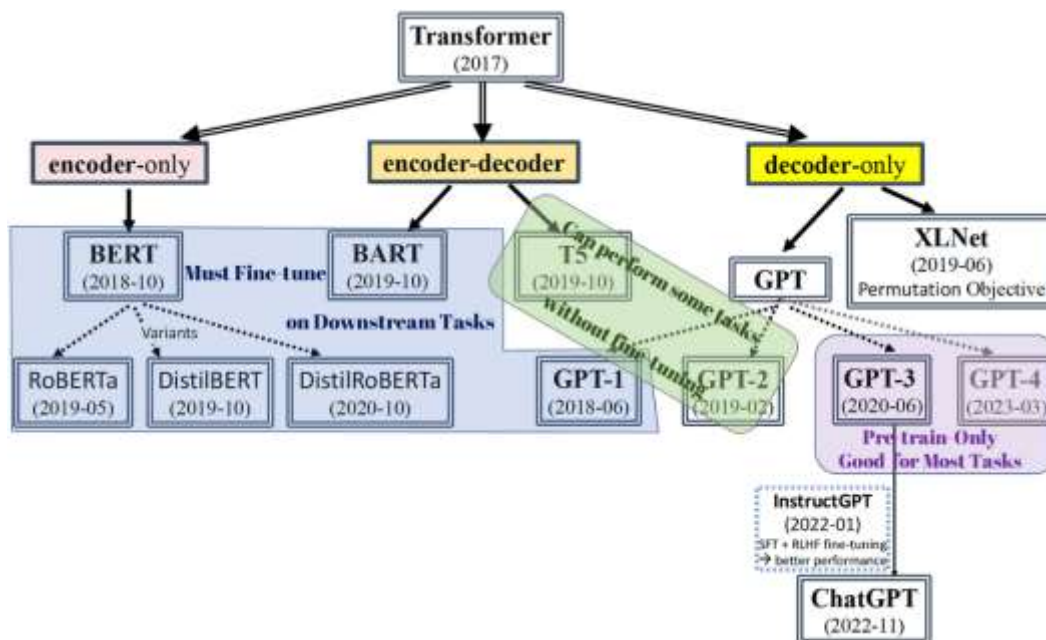 Transformer
(2017)
encoder-only
encoder-decoder
decoder-only
BERT
(2018-10)
Must Fine-tune
on Downstream Tasks
BART
(2019-10)
T5
(2019-10)
Can perform some tasks
without fine-tuning
GPT
XLNet
(2019-06)
Permutation Objective
Variants
RoBERTa
(2019-05)
DistilBERT
(2019-10)
DistilRoBERTa
(2020-10)
GPT-1
(2018-06)
GPT-2
(2019-02)
GPT-3
(2020-06)
GPT-4
(2023-03)
Pre-train-Only
Good for Most Tasks
InstructGPT
(2022-01)
SFT + RLHF fine-tuning
→ better performance
ChatGPT
(2022-11)